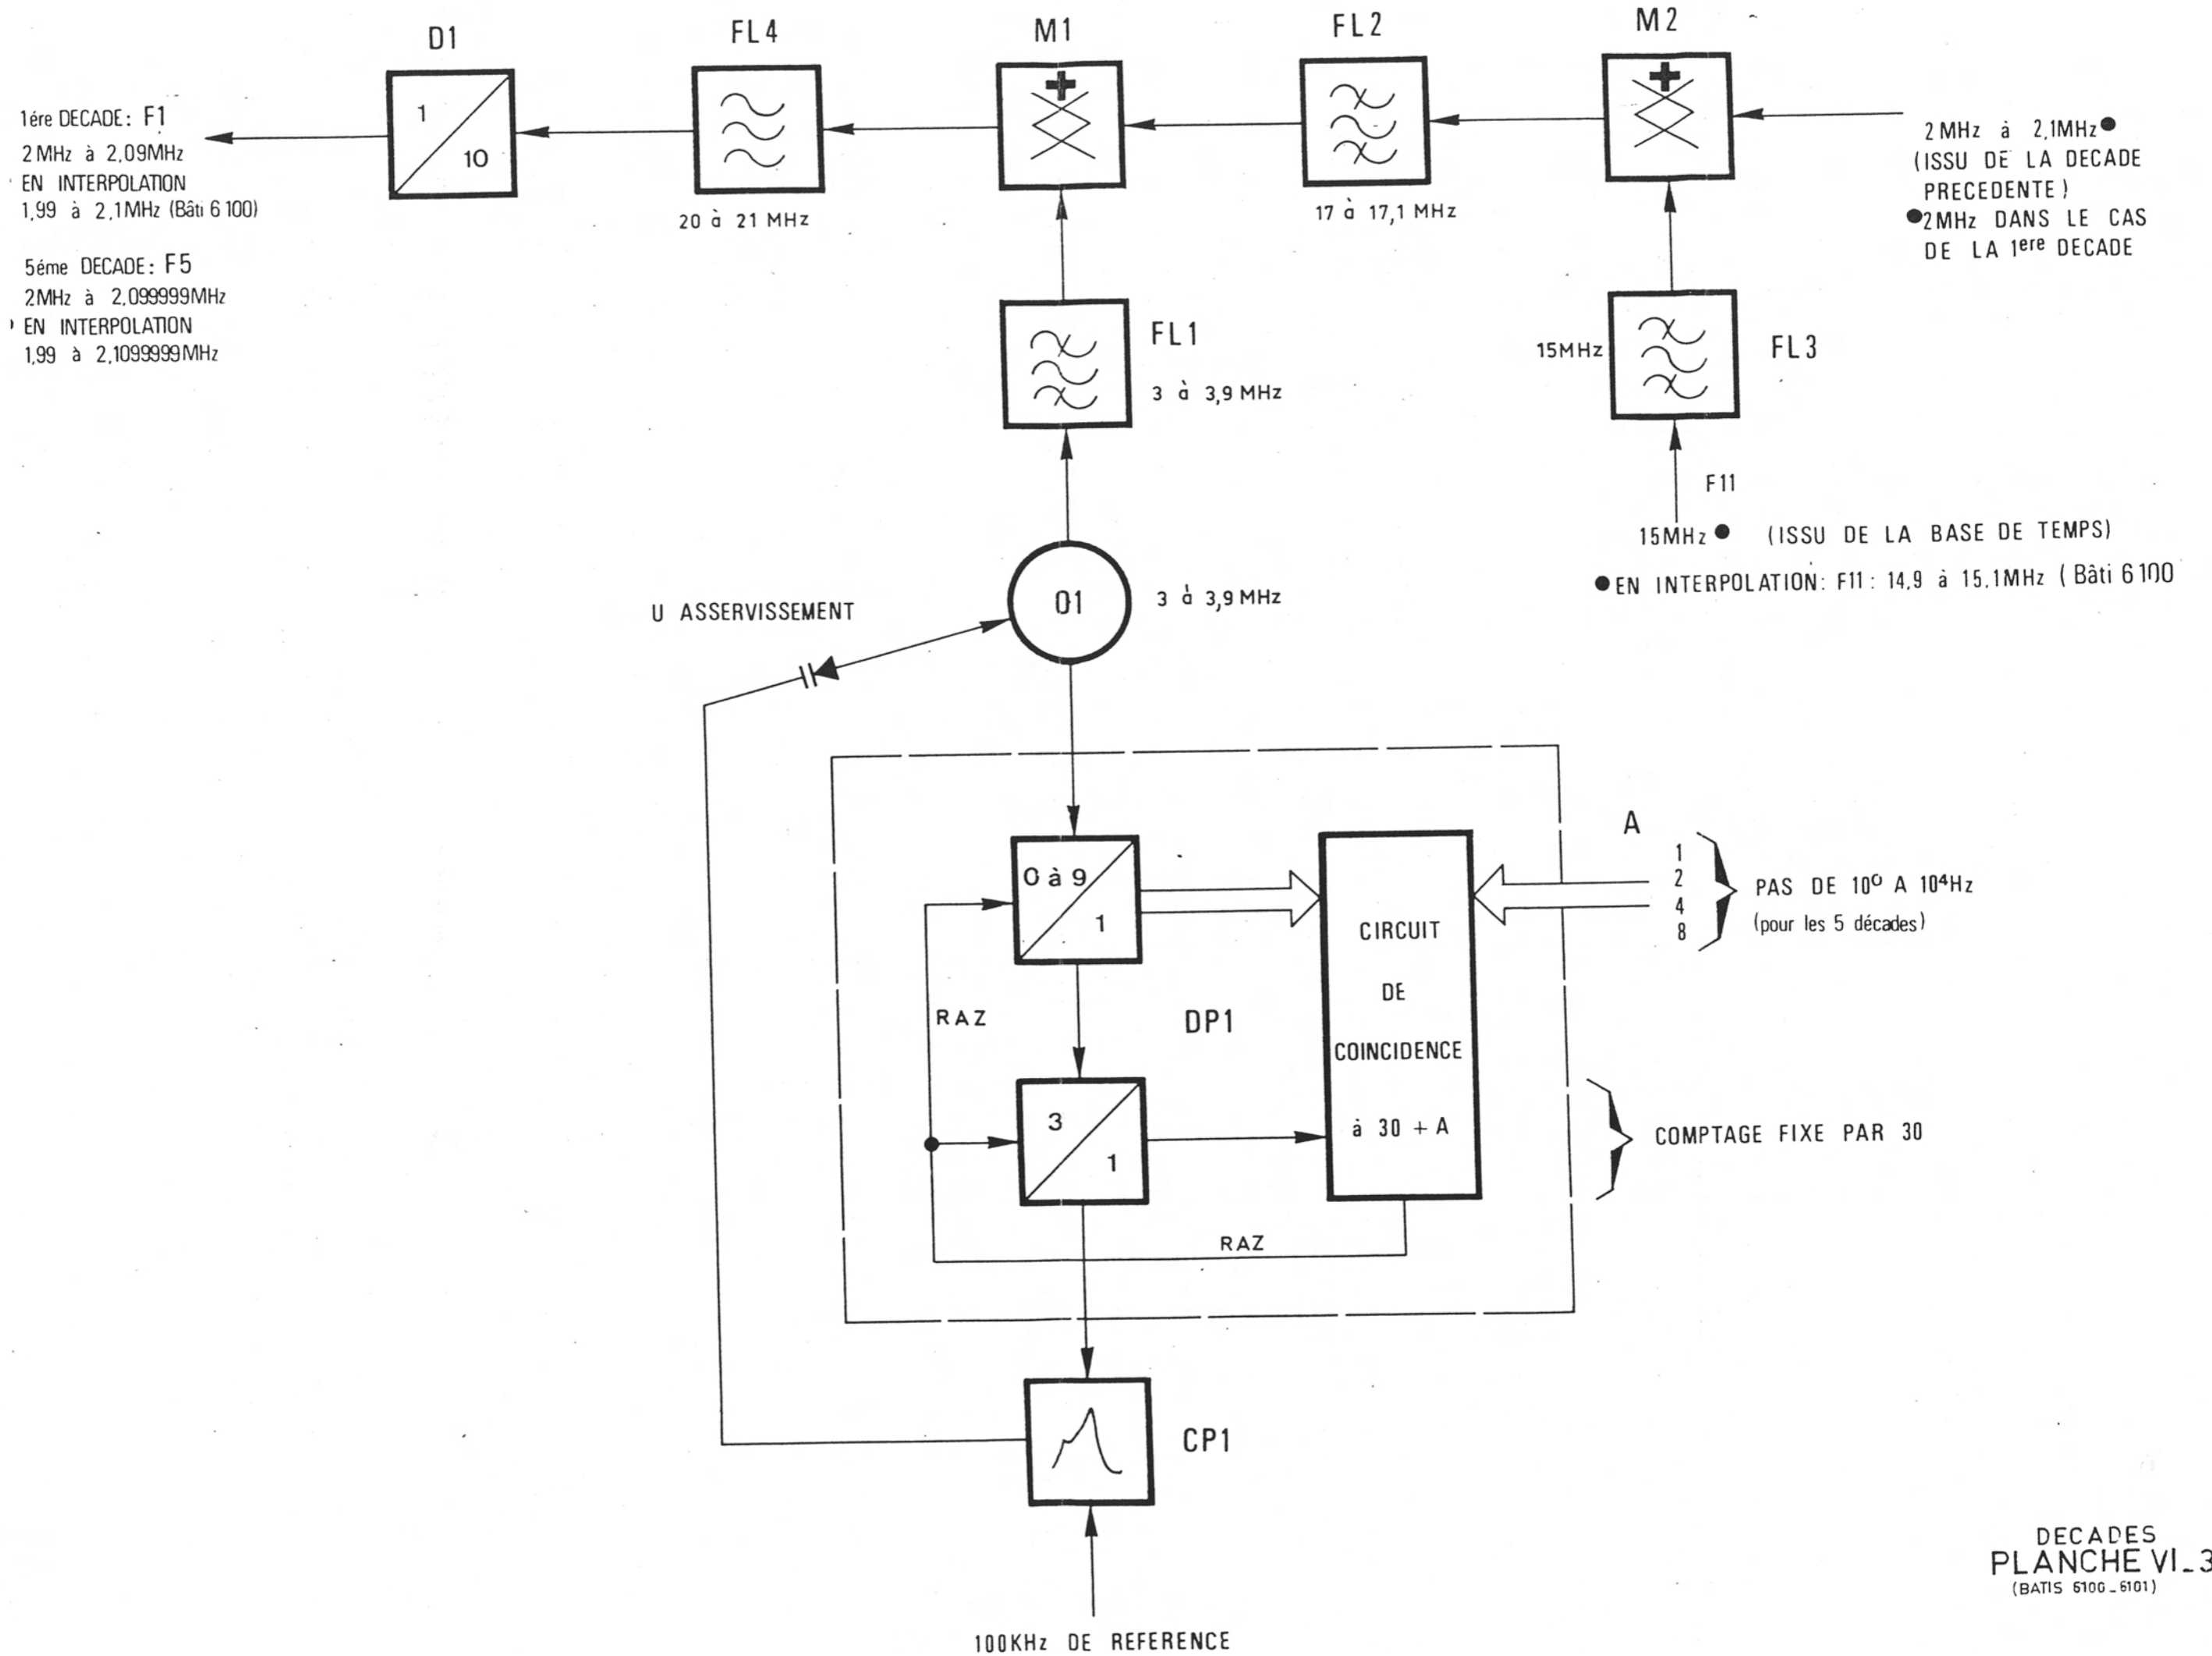 D1
FL4
M1
FL2
M2
1ére DECADE: F1
2 MHz à 2,09MHz
EN INTERPOLATION
1,99 à 2,1MHz (Bâti 6100)
5éme DECADE: F5
2MHz à 2,099999MHz
EN INTERPOLATION
1,99 à 2,1099999MHz
1
10
20 à 21 MHz
17 à 17,1 MHz
2 MHz à 2,1MHz●
(ISSU DE LA DECADE
PRECEDENTE)
●2MHz DANS LE CAS
DE LA 1ere DECADE
FL1
3 à 3,9 MHz
15MHz
FL3
F11
15MHz● (ISSU DE LA BASE DE TEMPS)
●EN INTERPOLATION: F11: 14,9 à 15.1MHz (Bâti 6100
U ASSERVISSEMENT
01
3 à 3,9 MHz
0 à 9
1
RAZ
DP1
3
1
RAZ
CIRCUIT
DE
COINCIDENCE
à 30 + A
A
1
2
4
8
PAS DE 10⁰ A 10⁴Hz
(pour les 5 décades)
COMPTAGE FIXE PAR 30
CP1
100KHz DE REFERENCE
DECADES
PLANCHE VI_3
(BATIS 6100_6101)